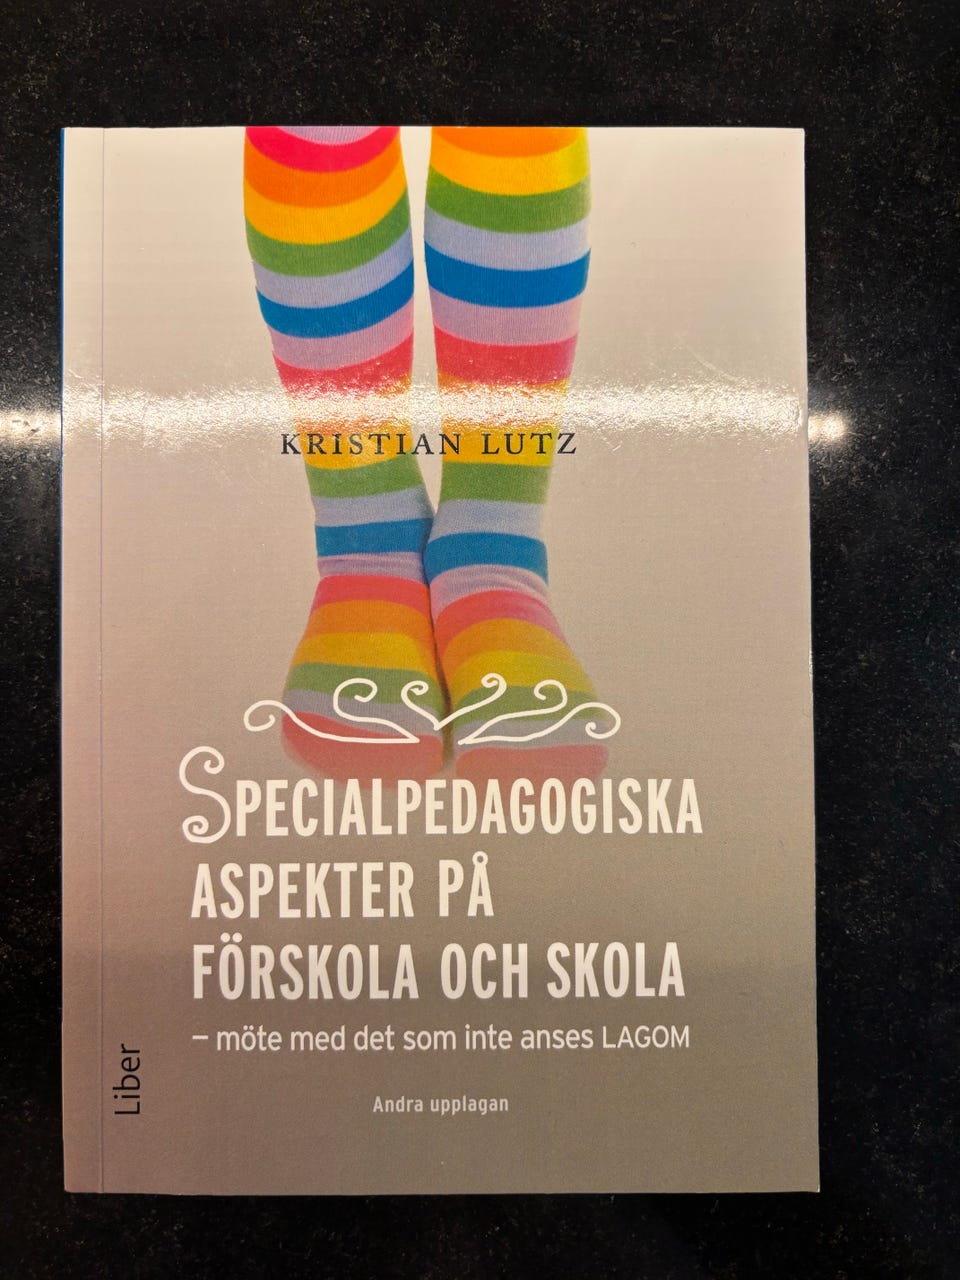 KRISTIAN LUTZ
SPECIALPEDAGOGISKA
ASPEKTER PÅ
FÖRSKOLA OCH SKOLA
– möte med det som inte anses LAGOM
Andra upplagan
Liber